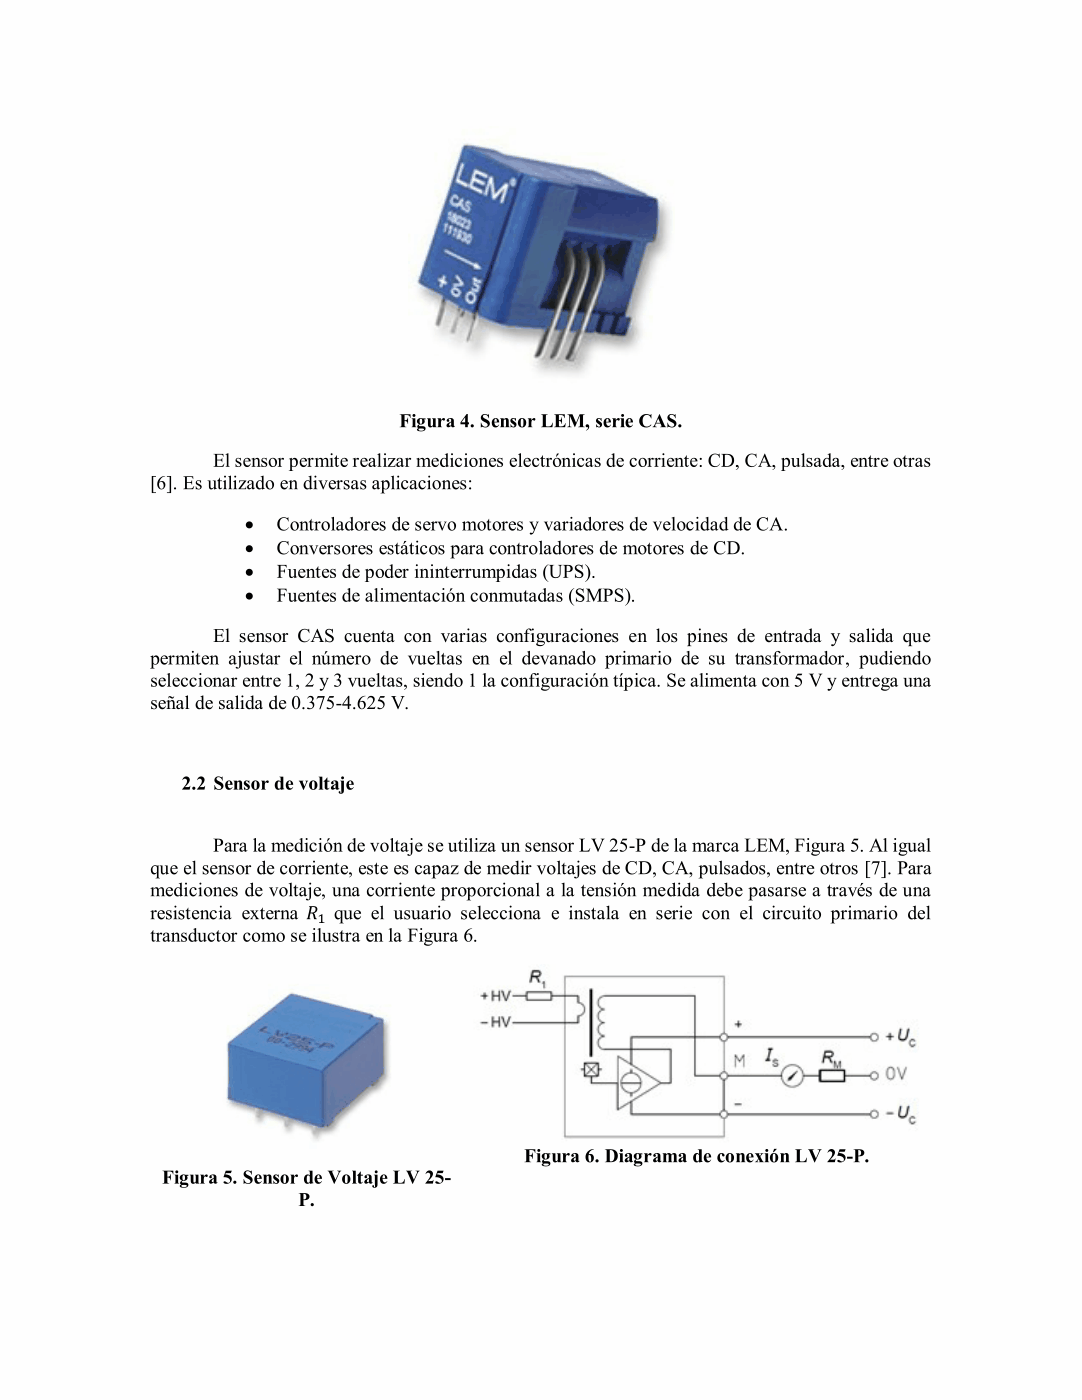 LEM®
CAS
18023
111930
+ 0V Out
Figura 4. Sensor LEM, serie CAS.
El sensor permite realizar mediciones electrónicas de corriente: CD, CA, pulsada, entre otras
[6]. Es utilizado en diversas aplicaciones:
• Controladores de servo motores y variadores de velocidad de CA.
• Conversores estáticos para controladores de motores de CD.
• Fuentes de poder ininterrumpidas (UPS).
• Fuentes de alimentación conmutadas (SMPS).
El sensor CAS cuenta con varias configuraciones en los pines de entrada y salida que
permiten ajustar el número de vueltas en el devanado primario de su transformador, pudiendo
seleccionar entre 1, 2 y 3 vueltas, siendo 1 la configuración típica. Se alimenta con 5 V y entrega una
señal de salida de 0.375-4.625 V.
2.2 Sensor de voltaje
Para la medición de voltaje se utiliza un sensor LV 25-P de la marca LEM, Figura 5. Al igual
que el sensor de corriente, este es capaz de medir voltajes de CD, CA, pulsados, entre otros [7]. Para
mediciones de voltaje, una corriente proporcional a la tensión medida debe pasarse a través de una
resistencia externa R₁ que el usuario selecciona e instala en serie con el circuito primario del
transductor como se ilustra en la Figura 6.
LV25-P
R₁
+HV
-HV
+
+U_C
M
I_S
R_M
0V
-
-U_C
Figura 6. Diagrama de conexión LV 25-P.
Figura 5. Sensor de Voltaje LV 25-
P.